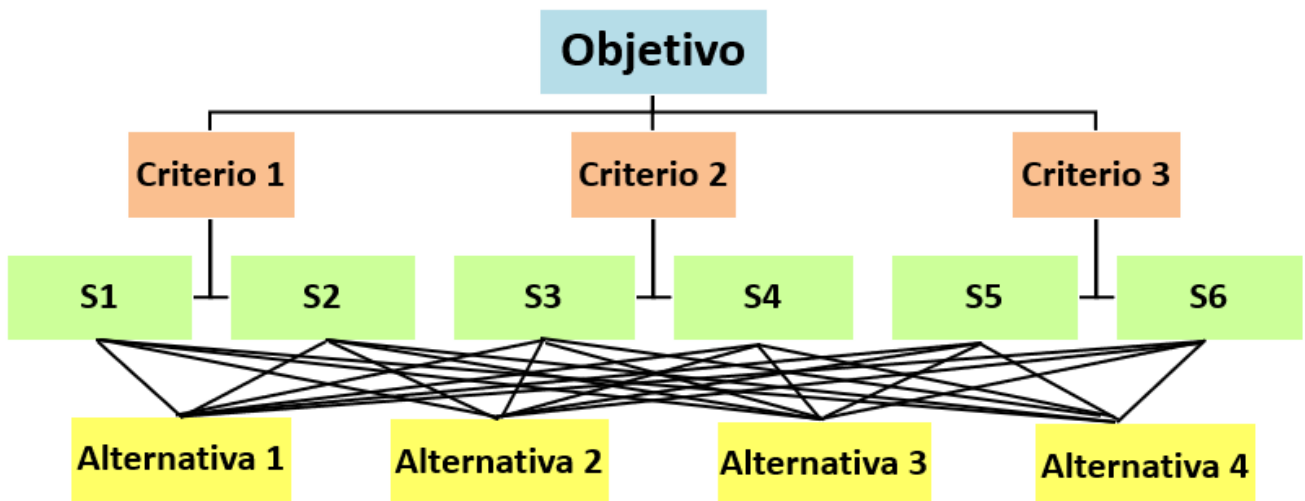 Objetivo
Criterio 1
Criterio 2
Criterio 3
S1
S2
S3
S4
S5
S6
Alternativa 1
Alternativa 2
Alternativa 3
Alternativa 4